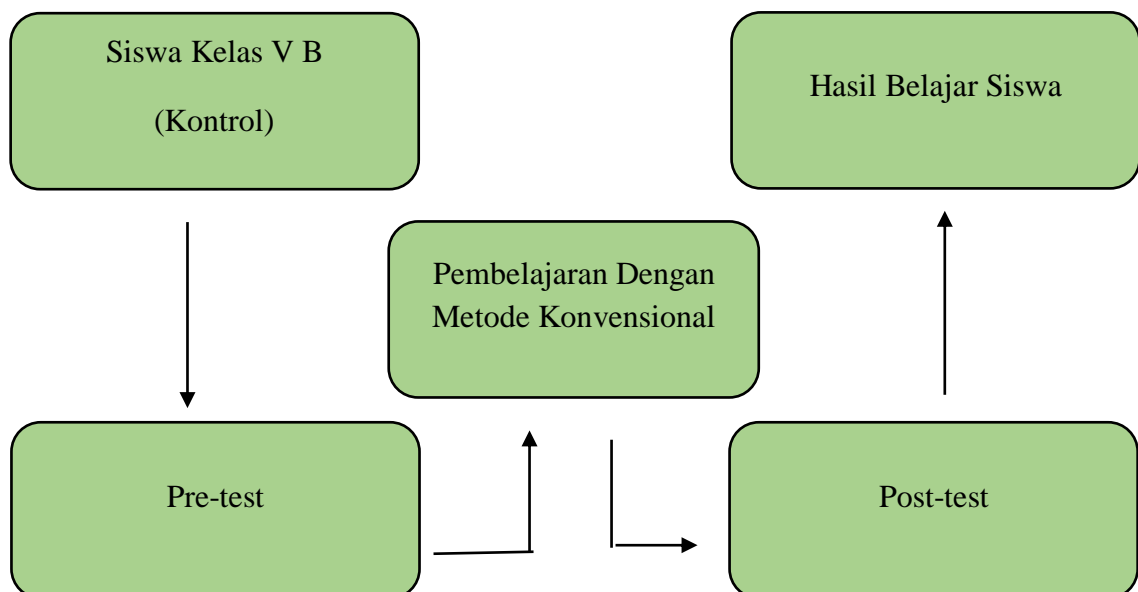 Siswa Kelas V B
(Kontrol)
Hasil Belajar Siswa
Pembelajaran Dengan
Metode Konvensional
Pre-test
Post-test